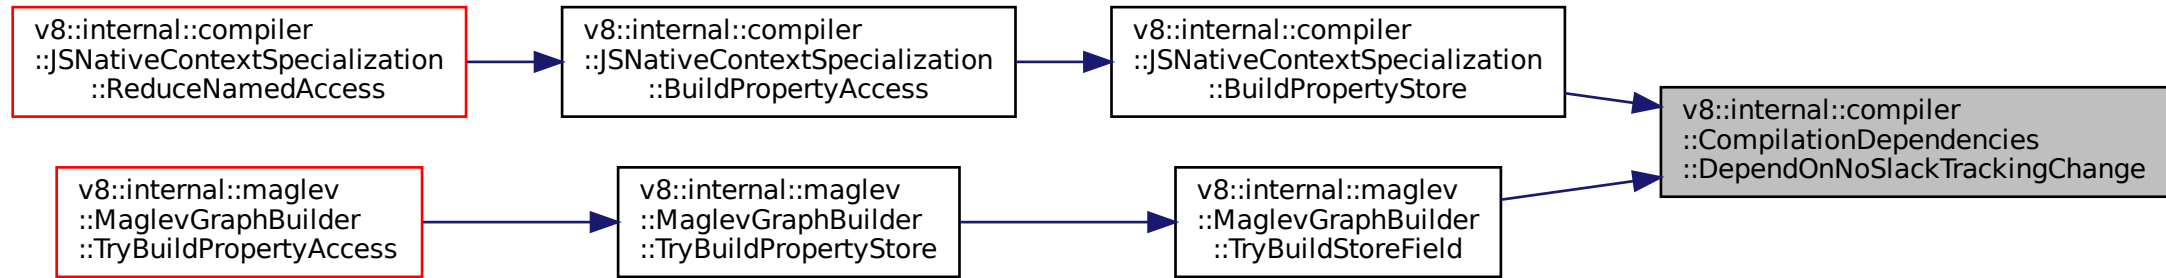 v8::internal::compiler
::JSNativeContextSpecialization
::ReduceNamedAccess
v8::internal::compiler
::JSNativeContextSpecialization
::BuildPropertyAccess
v8::internal::compiler
::JSNativeContextSpecialization
::BuildPropertyStore
v8::internal::compiler
::CompilationDependencies
::DependOnNoSlackTrackingChange
v8::internal::maglev
::MaglevGraphBuilder
::TryBuildPropertyAccess
v8::internal::maglev
::MaglevGraphBuilder
::TryBuildPropertyStore
v8::internal::maglev
::MaglevGraphBuilder
::TryBuildStoreField